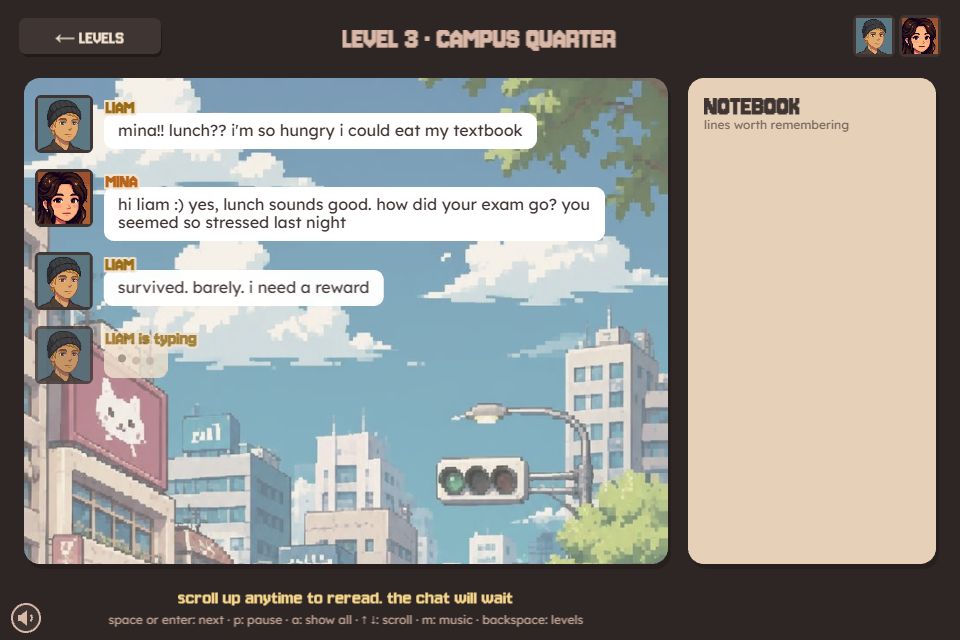 ← LEVELS
LEVEL 3 · CAMPUS QUARTER
LIAM
mina!! lunch?? i'm so hungry i could eat my textbook
MINA
hi liam :) yes, lunch sounds good. how did your exam go? you
seemed so stressed last night
LIAM
survived. barely. i need a reward
LIAM is typing
NOTEBOOK
lines worth remembering
scroll up anytime to reread. the chat will wait
space or enter: next · p: pause · a: show all · ↑ ↓: scroll · m: music · backspace: levels